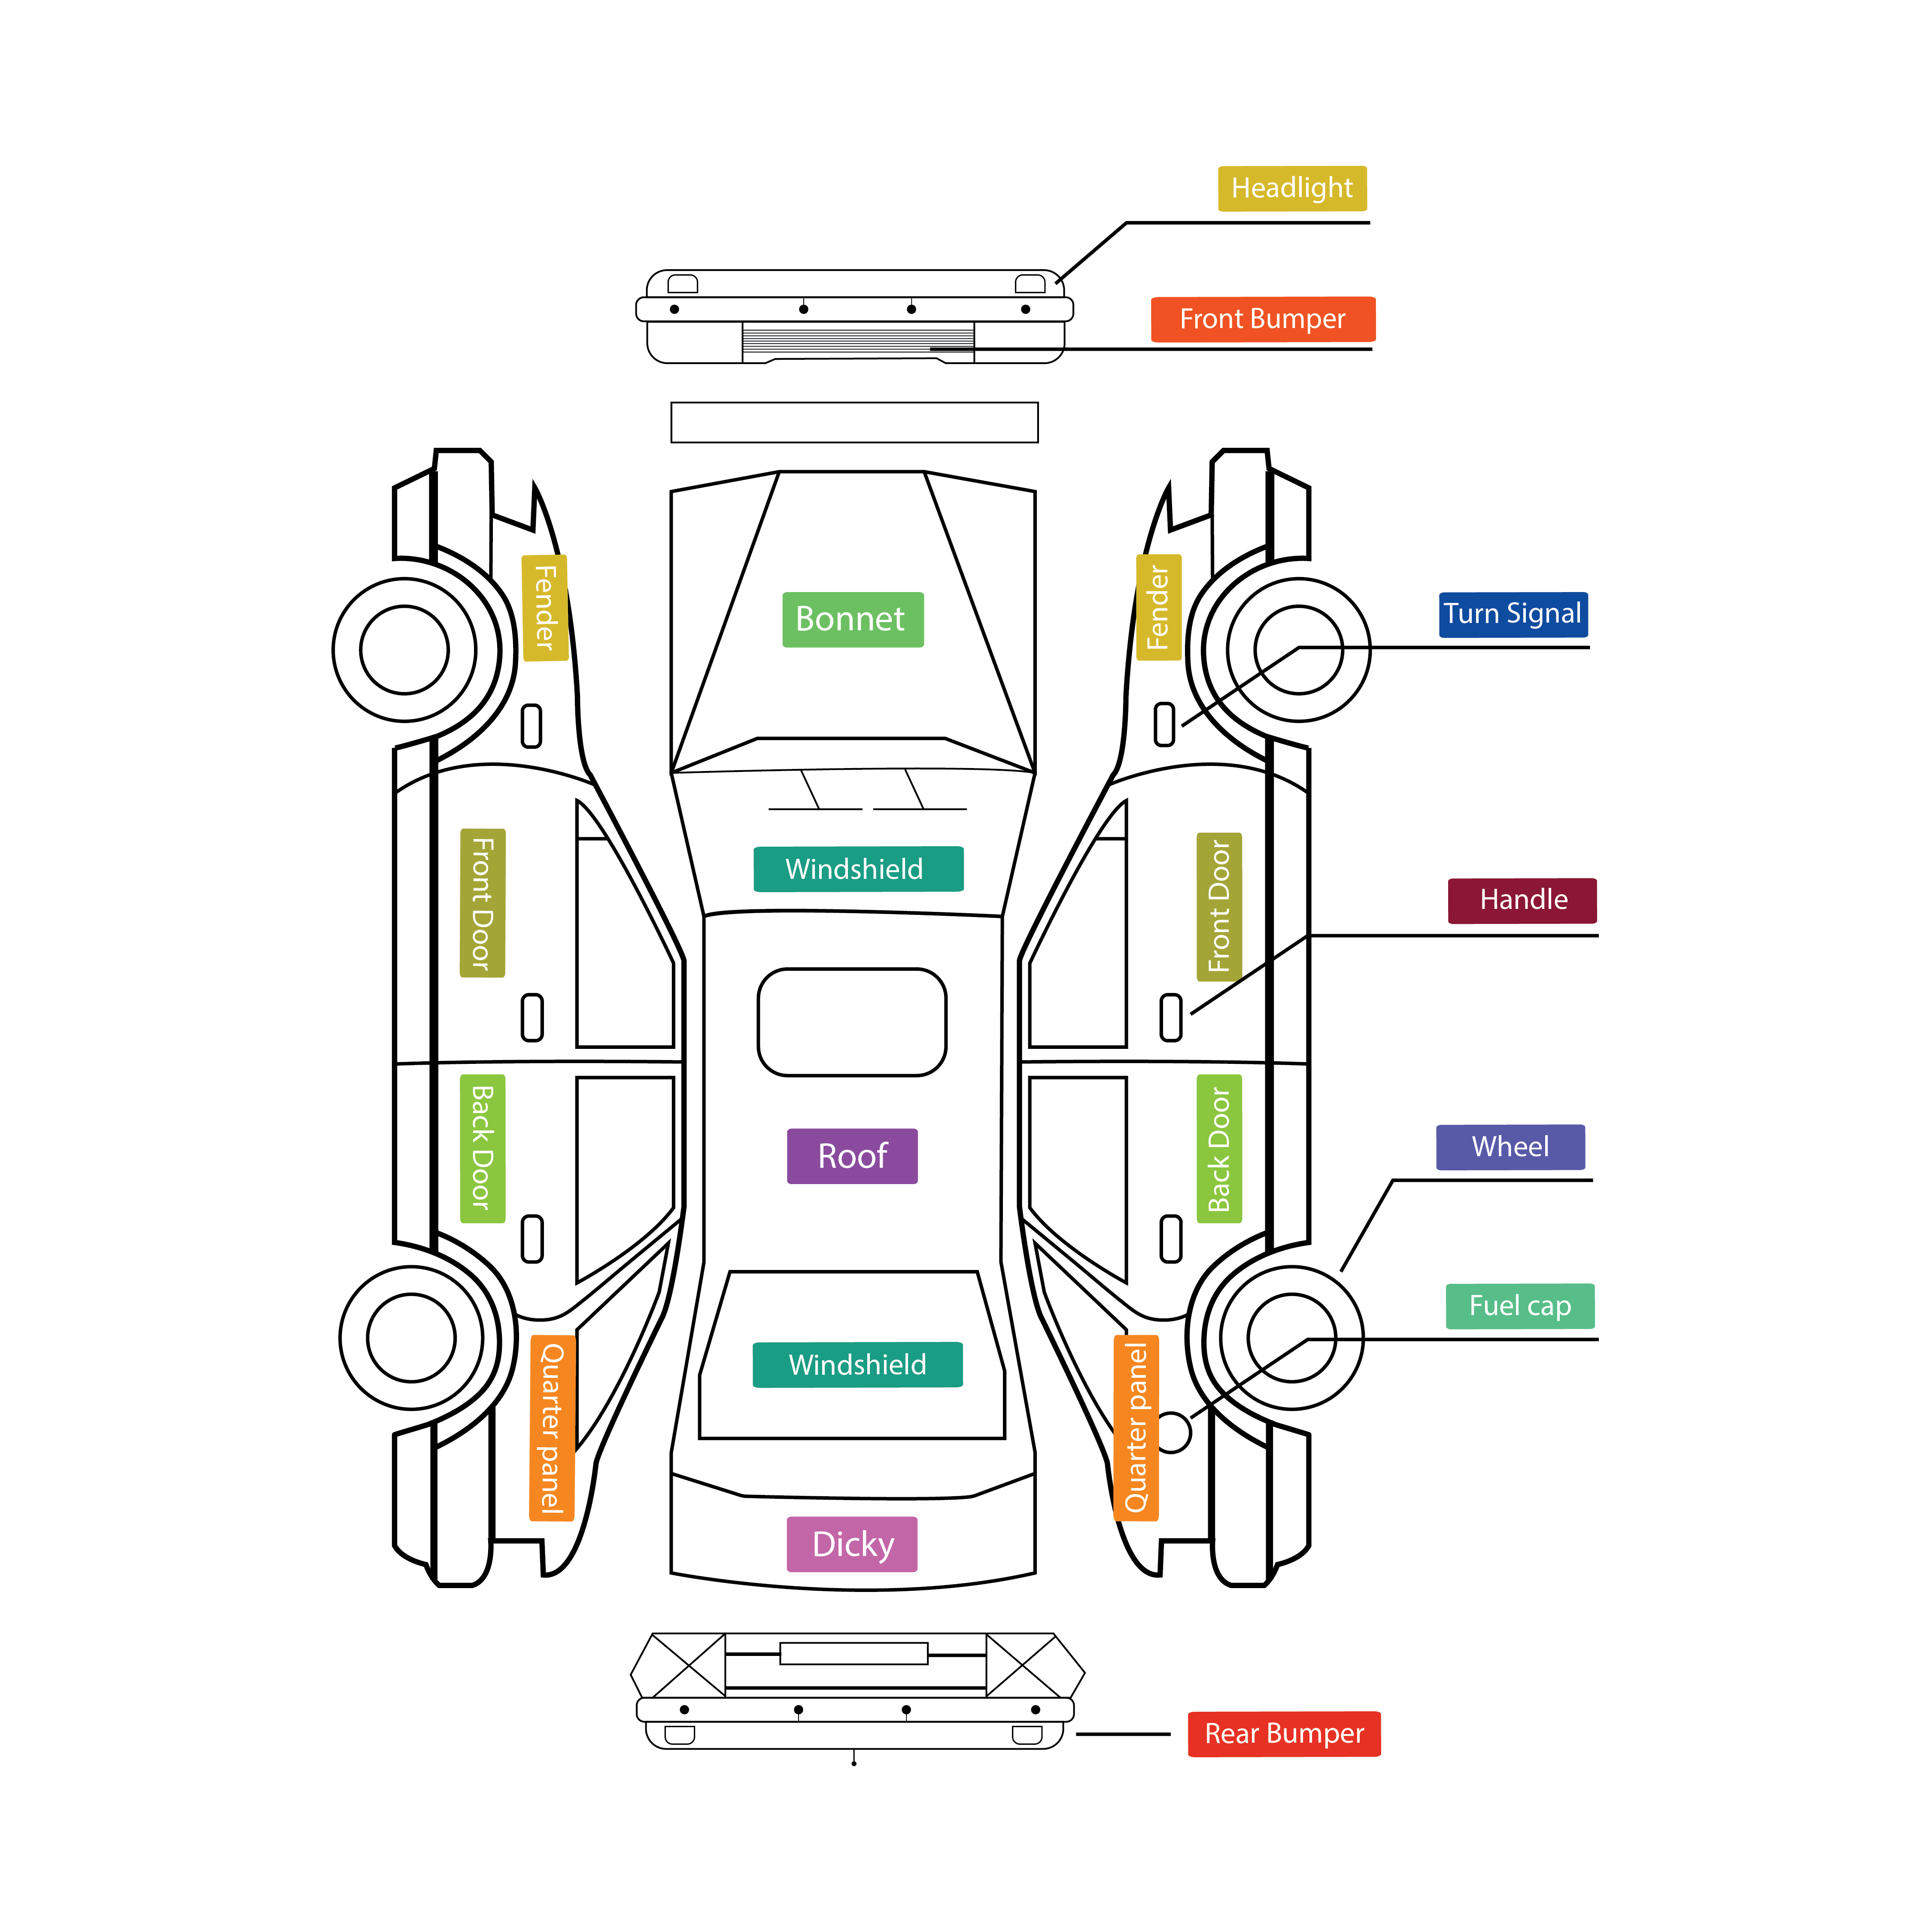 Headlight
Front Bumper
Fender
Bonnet
Fender
Turn Signal
Front Door
Windshield
Front Door
Handle
Back Door
Roof
Back Door
Wheel
Fuel cap
Quarter panel
Windshield
Quarter panel
Dicky
Rear Bumper